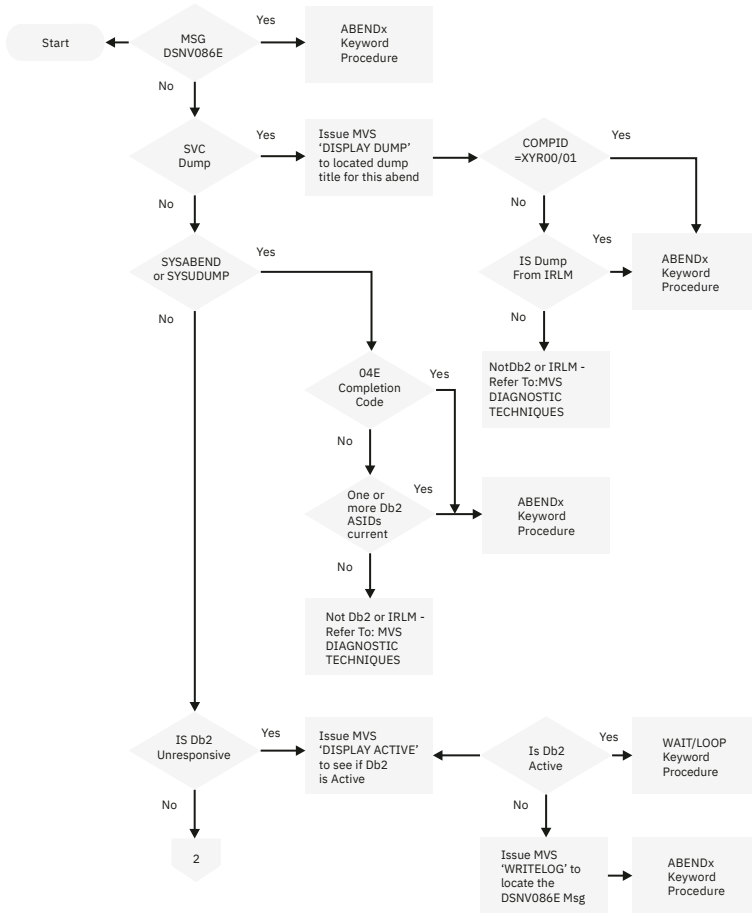 Start
MSG
DSNV086E
Yes
ABENDx
Keyword
Procedure
No
SVC
Dump
Yes
Issue MVS
‘DISPLAY DUMP’
to located dump
title for this abend
COMPID
=XYR00/01
Yes
No
No
SYSABEND
or SYSUDUMP
Yes
IS Dump
From IRLM
Yes
ABENDx
Keyword
Procedure
No
No
NotDb2 or IRLM -
Refer To:MVS
DIAGNOSTIC
TECHNIQUES
04E
Completion
Code
Yes
No
One or
more Db2
ASIDs
current
Yes
ABENDx
Keyword
Procedure
No
Not Db2 or IRLM -
Refer To: MVS
DIAGNOSTIC
TECHNIQUES
IS Db2
Unresponsive
Yes
Issue MVS
‘DISPLAY ACTIVE’
to see if Db2
is Active
Is Db2
Active
Yes
WAIT/LOOP
Keyword
Procedure
No
No
2
Issue MVS
‘WRITELOG’ to
locate the
DSNV086E Msg
ABENDx
Keyword
Procedure